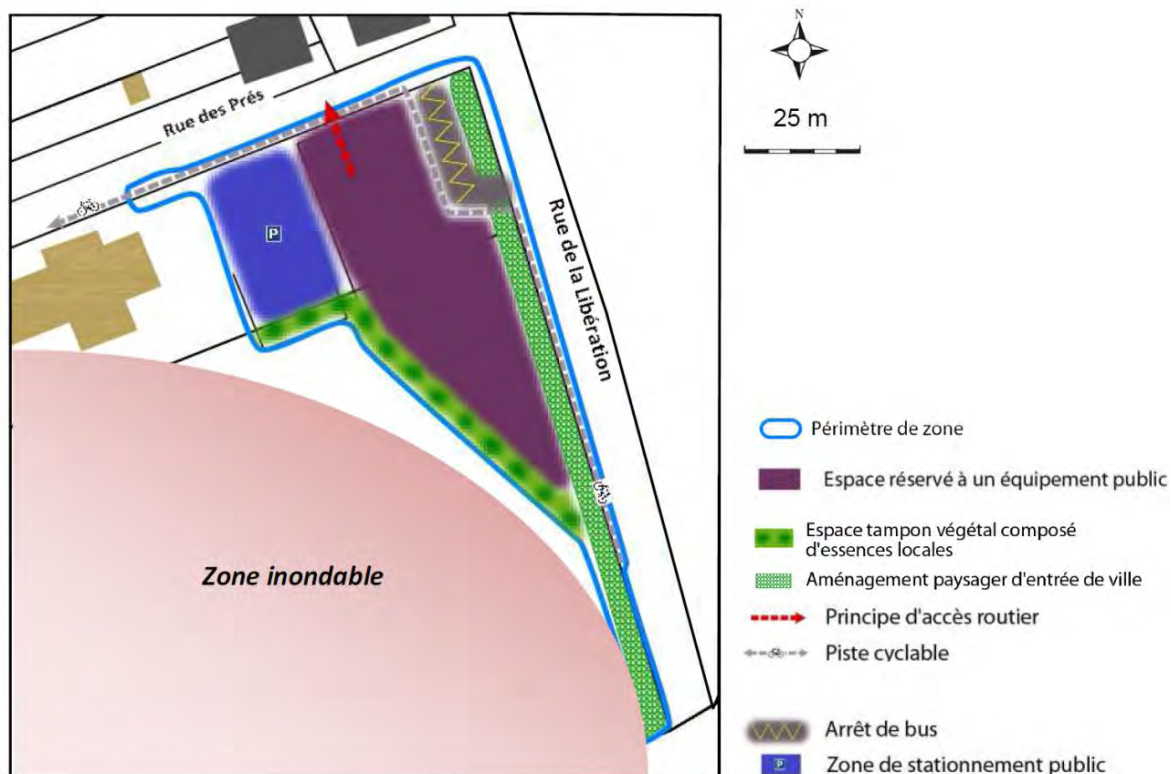 N
25 m
Rue des Prés
P
Rue de la Libération
Zone inondable
Périmètre de zone
Espace réservé à un équipement public
Espace tampon végétal composé
d'essences locales
Aménagement paysager d'entrée de ville
Principe d'accès routier
Piste cyclable
Arrêt de bus
P
Zone de stationnement public